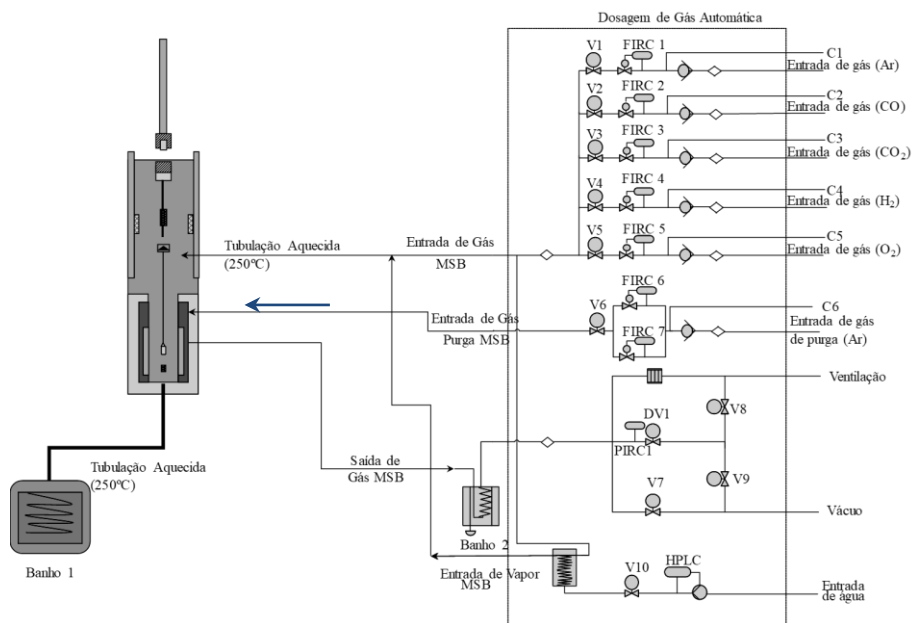 Dosagem de Gás Automática
V1
FIRC 1
C1
Entrada de gás (Ar)
V2
FIRC 2
C2
Entrada de gás (CO)
V3
FIRC 3
C3
Entrada de gás (CO₂)
V4
FIRC 4
C4
Entrada de gás (H₂)
V5
FIRC 5
C5
Entrada de gás (O₂)
Tubulação Aquecida
(250ºC)
Entrada de Gás
MSB
V6
FIRC 6
FIRC 7
C6
Entrada de gás
de purga (Ar)
Entrada de Gás
Purga MSB
Ventilação
V8
DV1
PIRC1
V9
V7
Vácuo
Saída de
Gás MSB
Tubulação Aquecida
(250ºC)
Banho 2
Banho 1
Entrada de Vapor
MSB
V10
HPLC
Entrada
de água